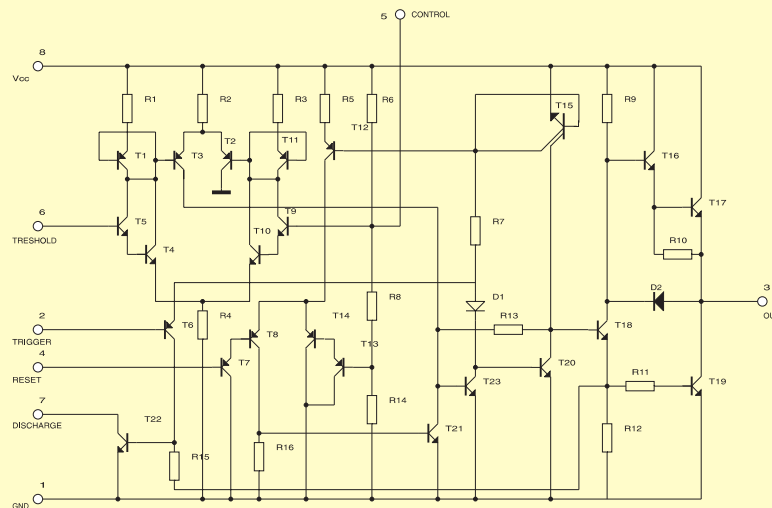 5 CONTROL
8
Vcc
R1
R2
R3
R5
R6
T12
T15
R9
T1
T3
T2
T11
T16
6
TRESHOLD
T5
T4
T9
T10
R7
T17
R10
2
TRIGGER
T6
R4
T8
T14
R8
D1
R13
T18
D2
3
OU
4
RESET
T7
T13
T20
7
DISCHARGE
T22
R14
T23
R11
T19
R15
R16
T21
R12
1
GND